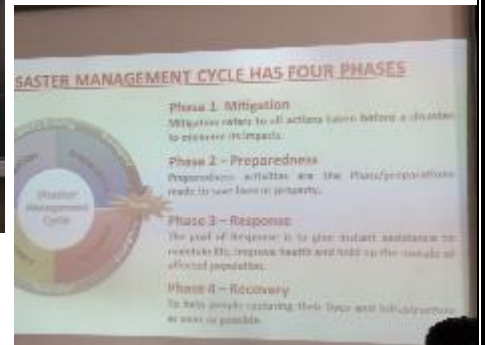 SASTER MANAGEMENT CYCLE HAS FOUR PHASES
Phase 1 Mitigation
Mitigation refers to all actions taken before a disaster
to its impacts.
Phase 2 – Preparedness
Preparedness activities are the
made to save lives or property.
Phase 3 – Response
The goal of Response is to give instant assistance to
maintain life, improve health and hold up the morale of
affected population.
Phase 4 – Recovery
To help people restoring their lives and infrastructure
as soon as possible.
Disaster
Management
Cycle